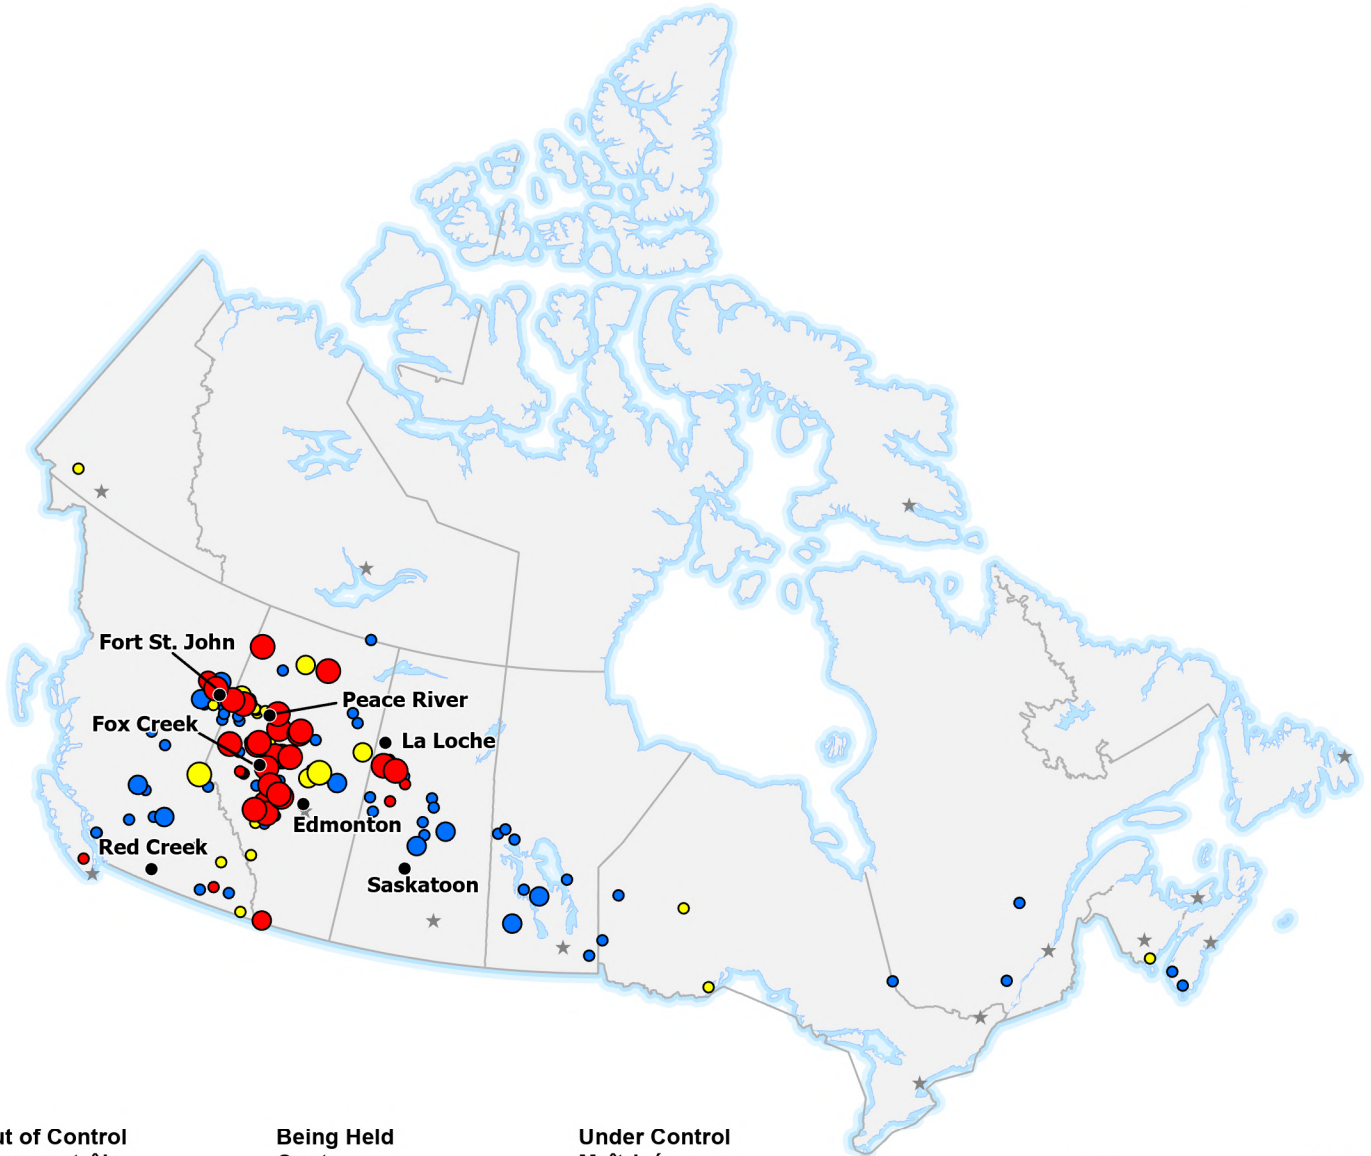 Fort St. John
Peace River
Fox Creek
La Loche
Edmonton
Red Creek
Saskatoon
of Control
Being Held
Under Control